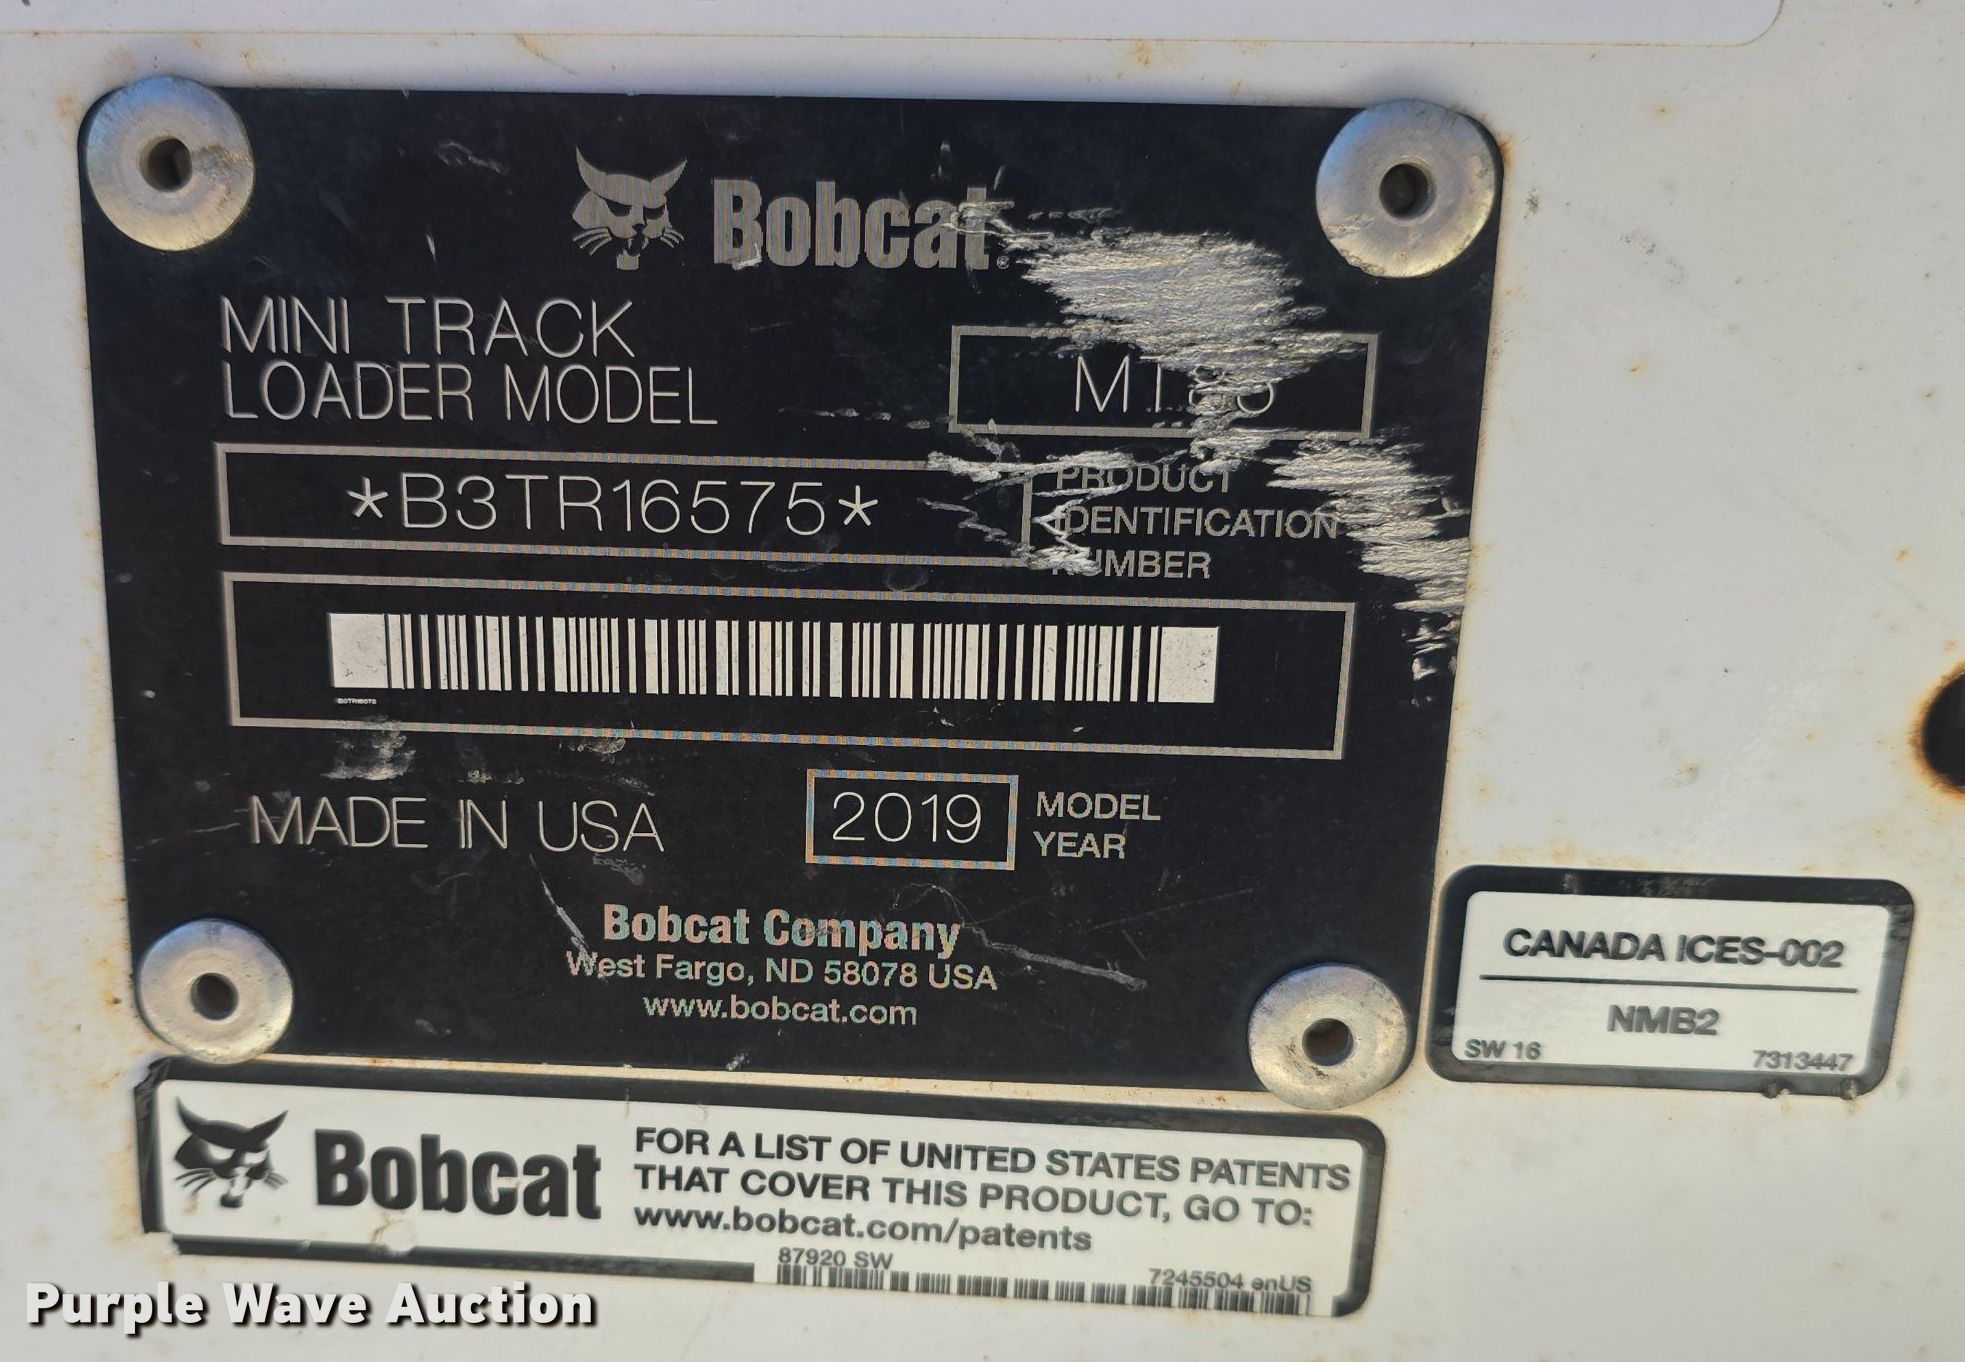 Bobcat®
MINI TRACK
LOADER MODEL
MT85
*B3TR16575*
PRODUCT
IDENTIFICATION
NUMBER
B3TR16575
MADE IN USA
2019
MODEL
YEAR
Bobcat Company
West Fargo, ND 58078 USA
www.bobcat.com
CANADA ICES-002
NMB2
SW 16
7313447
Bobcat
FOR A LIST OF UNITED STATES PATENTS
THAT COVER THIS PRODUCT, GO TO:
www.bobcat.com/patents
87920 SW
7245504 enUS
Purple Wave Auction